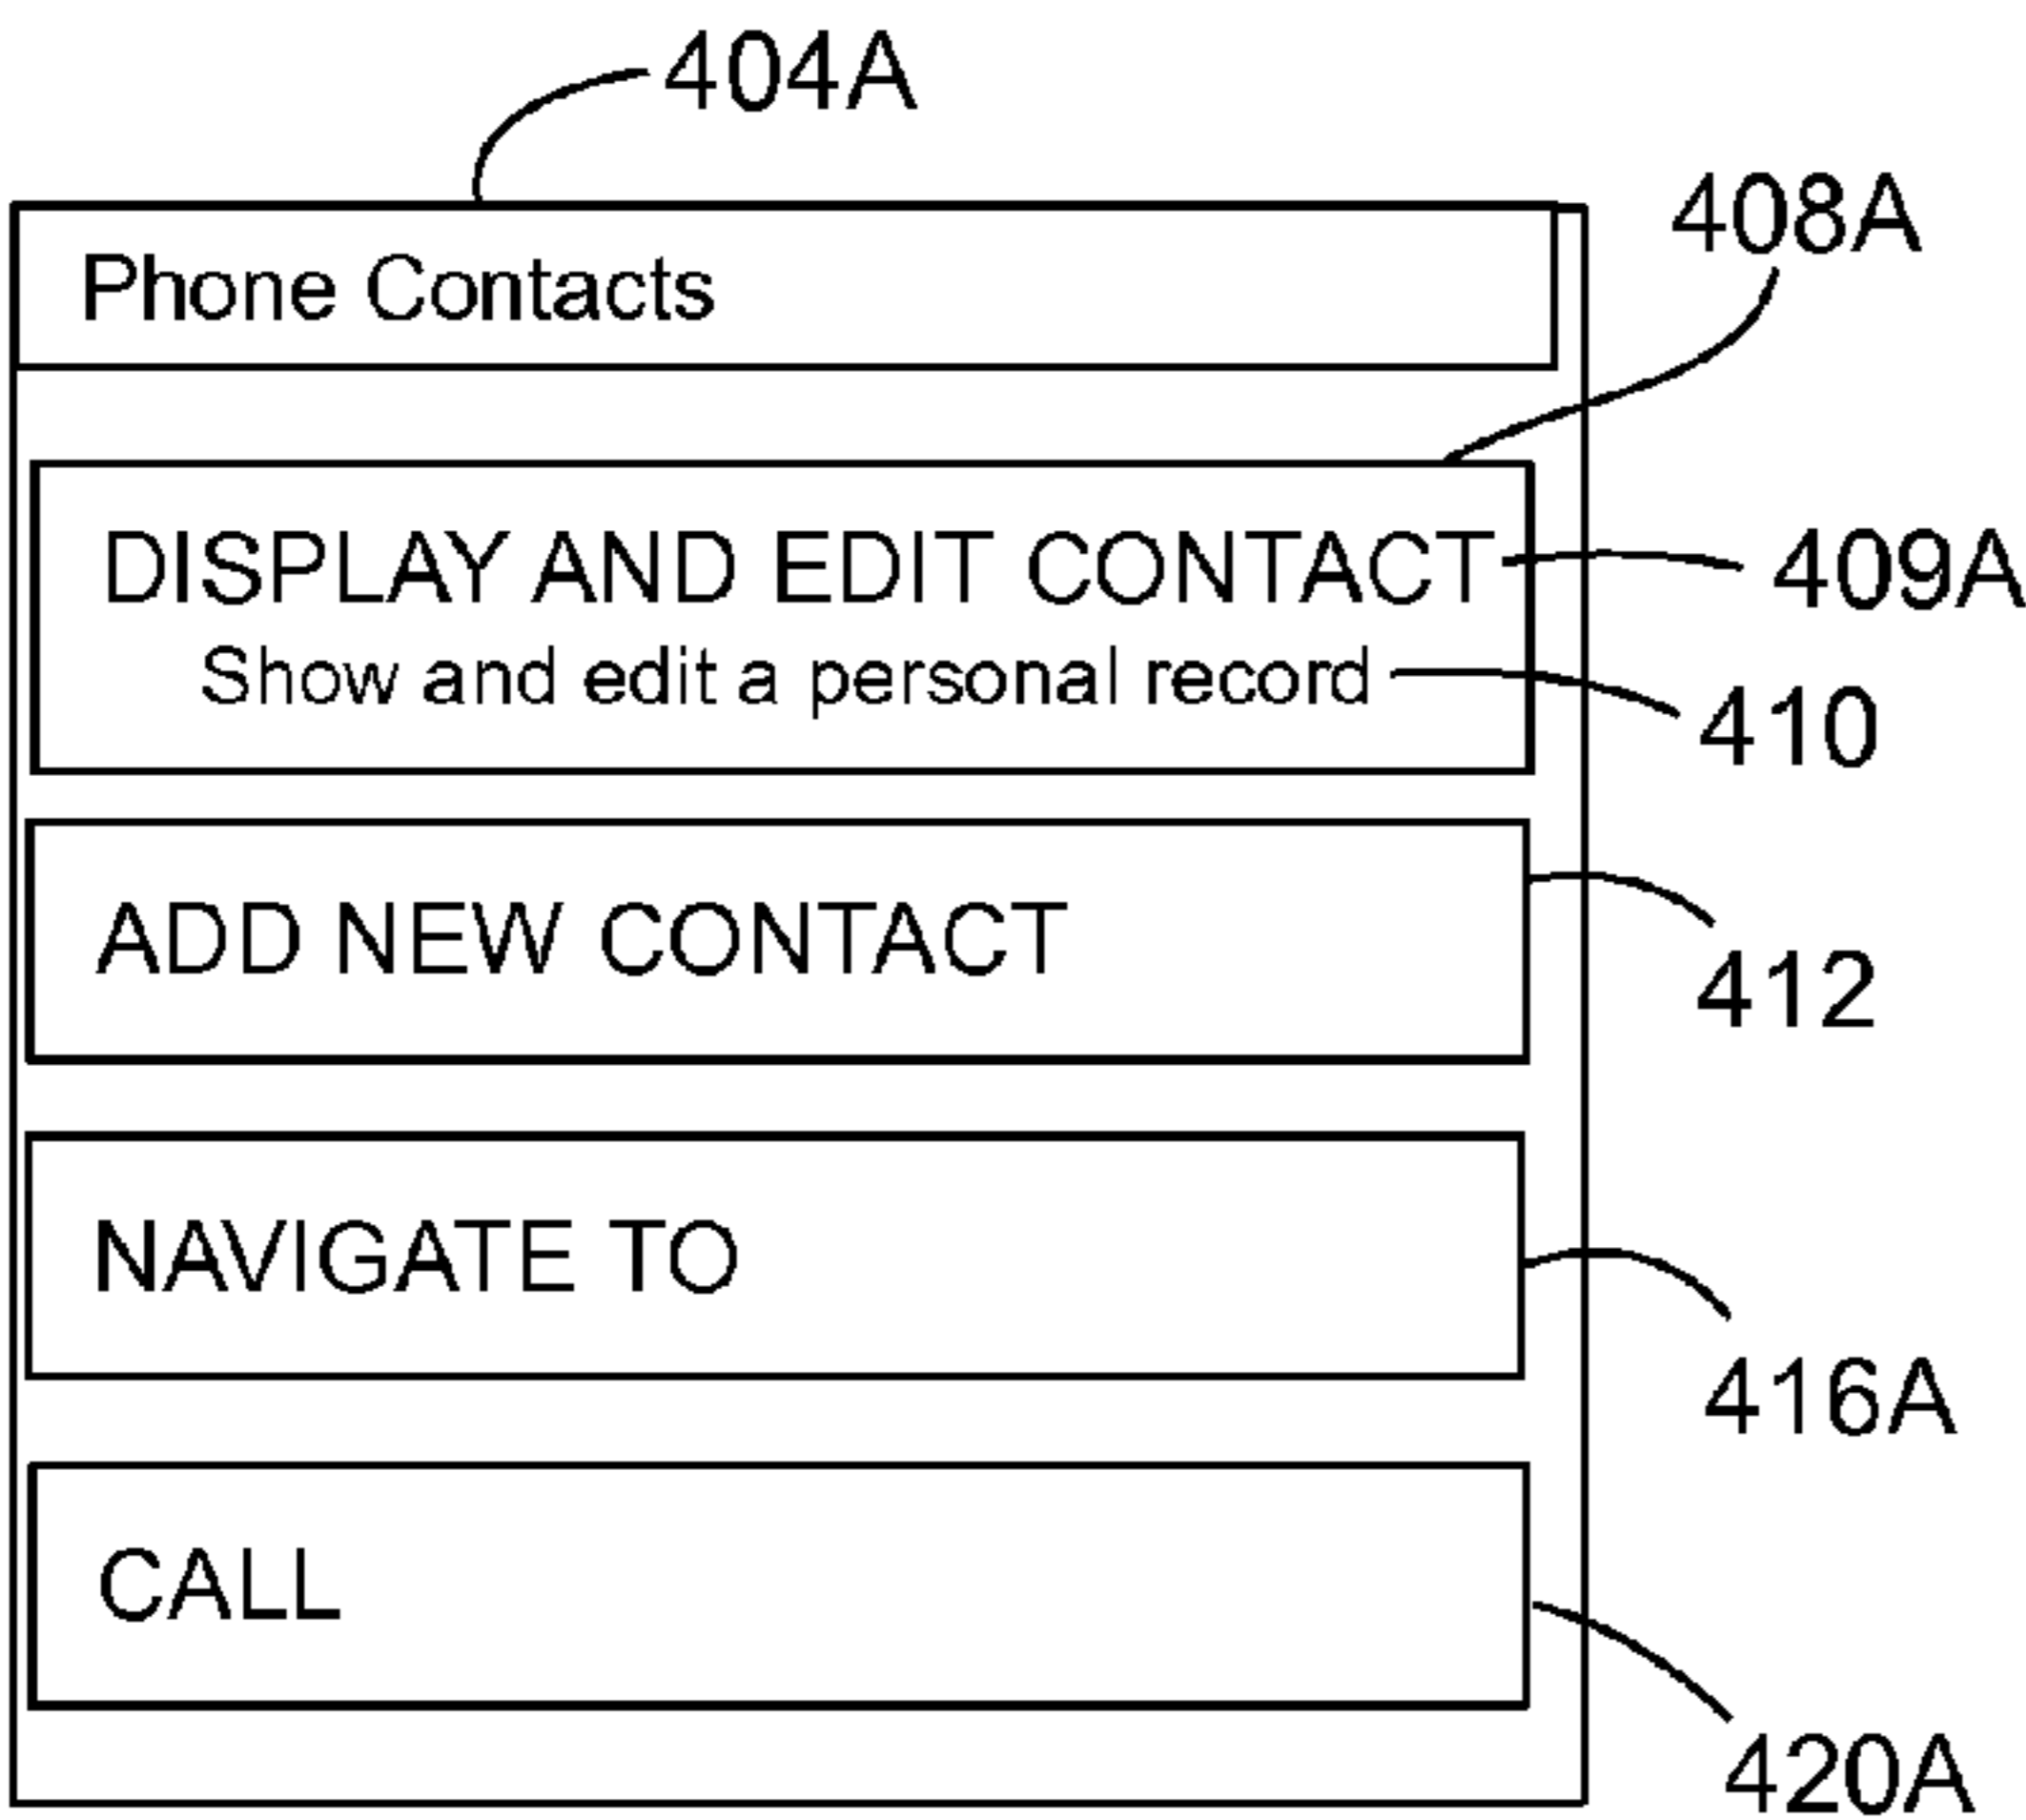 404A
Phone Contacts
408A
DISPLAY AND EDIT CONTACT
409A
Show and edit a personal record
410
ADD NEW CONTACT
412
NAVIGATE TO
416A
CALL
420A